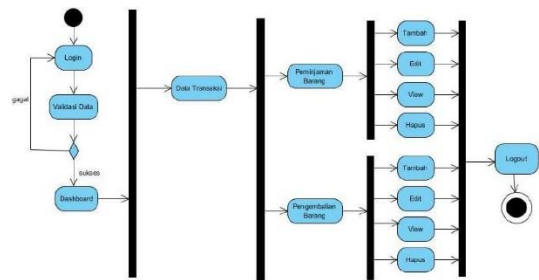 Login
gagal
Validasi Data
sukses
Dashboard
Data Transaksi
Peminjaman
Barang
Tambah
Edit
View
Hapus
Pengembalian
Barang
Tambah
Edit
View
Hapus
Logout